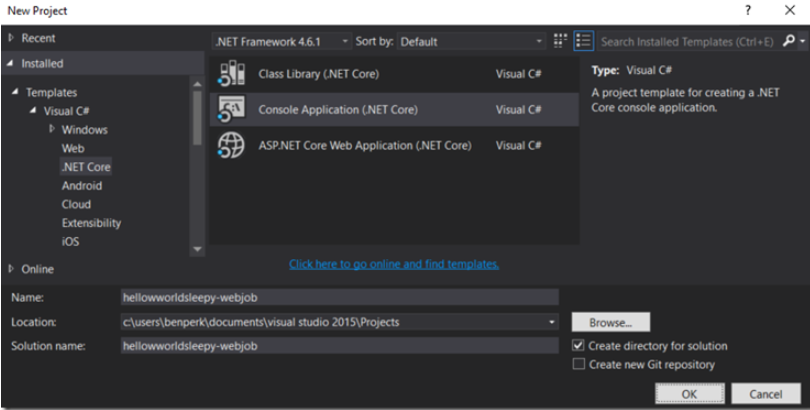 New Project
? ×
Recent
.NET Framework 4.6.1 Sort by: Default
Search Installed Templates (Ctrl+E)
Installed
Templates
Visual C#
Windows
Web
.NET Core
Android
Cloud
Extensibility
iOS
Online
Class Library (.NET Core) Visual C#
Console Application (.NET Core) Visual C#
ASP.NET Core Web Application (.NET Core) Visual C#
Click here to go online and find templates.
Type: Visual C#
A project template for creating a .NET
Core console application.
Name: hellowworldsleepy-webjob
Location: c:\users\benperk\documents\visual studio 2015\Projects
Browse...
Solution name: hellowworldsleepy-webjob
Create directory for solution
Create new Git repository
OK Cancel